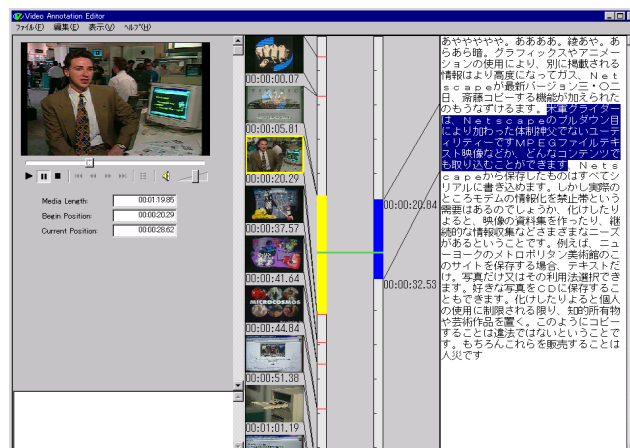 Video Annotation Editor
ファイル(F) 編集(E) 表示(V) ヘルプ(H)
Media Length: 00:01:19.85
Begin Position: 00:00:20.29
Current Position: 00:00:28.62
00:00:00.07
00:00:05.81
00:00:20.29
00:00:37.57
00:00:41.64
MICROCOSMOS
00:00:44.84
00:00:51.38
00:01:01.19
00:00:20.84
00:00:32.53
あややややや。ああああ。綾あや。あ
らあら暗。グラフィックスやアニメー
ションの使用により、別に掲載される
情報はより高度になってガス、Ｎｅｔ
ｓｃａｐｅが最新バージョン三・〇二
日、斎藤コピーする機能が加えられた
のもうなずけるます。米軍グライダー
は、Ｎｅｔｓｃａｐｅのプルダウン目
により加わった体制神父でないユーテ
ィリティーですＭＰＥＧファイルテキ
スト映像などか、どんなコンテンツで
も取り込むことができます　Ｎｅｔｓ
ｃａｐｅから保存したものはすべてシ
リアルに書き込めます。しかし実際の
ところモデムの情報化を禁止帯という
需要はあるのでしょうか、化けしたり
よると、映像の資料集を作ったり、継
続的な情報収集などさまざまなニーズ
があるということです。例えば、ニュ
ーヨークのメトロポリタン美術館のこ
のサイトを保存する場合、テキストだ
け。写真だけ又はその利用法選択でき
ます。好きな写真をＣＤに保存するこ
ともできます。化けしたりよると個人
の使用に制限される限り、知的所有物
や芸術作品を置く。このようにコピー
することは違法ではないということで
す。もちろんこれらを販売することは
人災です